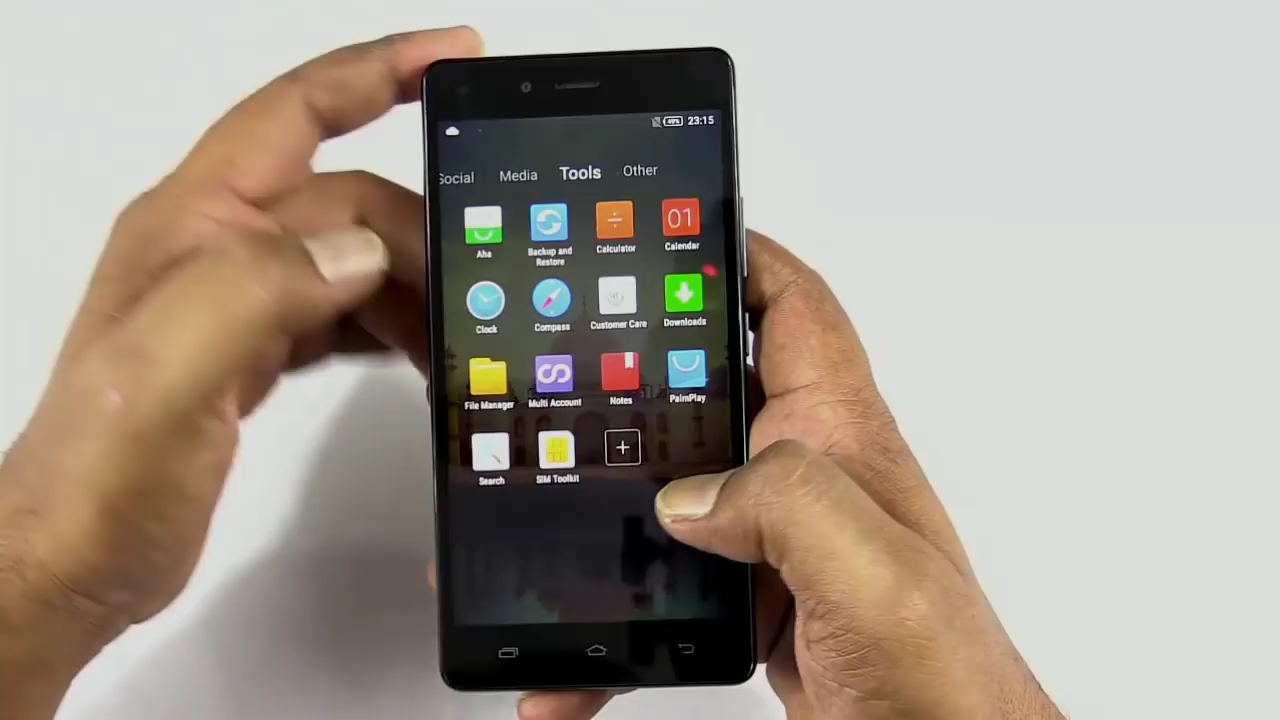 49% 23:15
Social Media Tools Other
01
Aha Backup and Restore Calculator Calendar
Clock Compass Customer Care Downloads
File Manager Multi Account Notes PalmPlay
Search SIM Toolkit